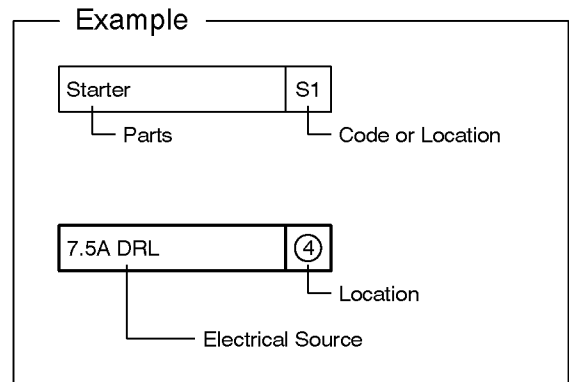 Example
Starter S1
Parts Code or Location
7.5A DRL ④
Location
Electrical Source